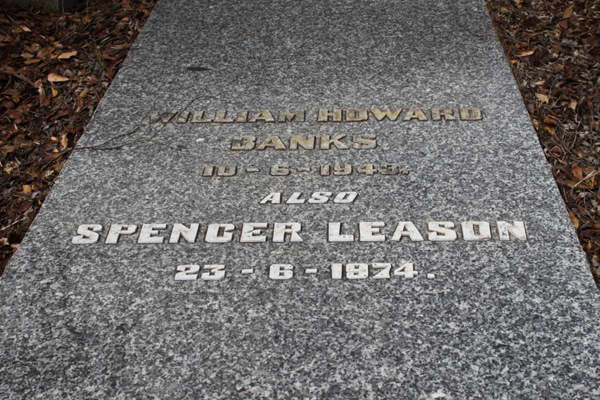 WILLIAM HOWARD
BANKS
10 - 6 - 1943.
ALSO
SPENCER LEASON
23 - 6 - 1874.